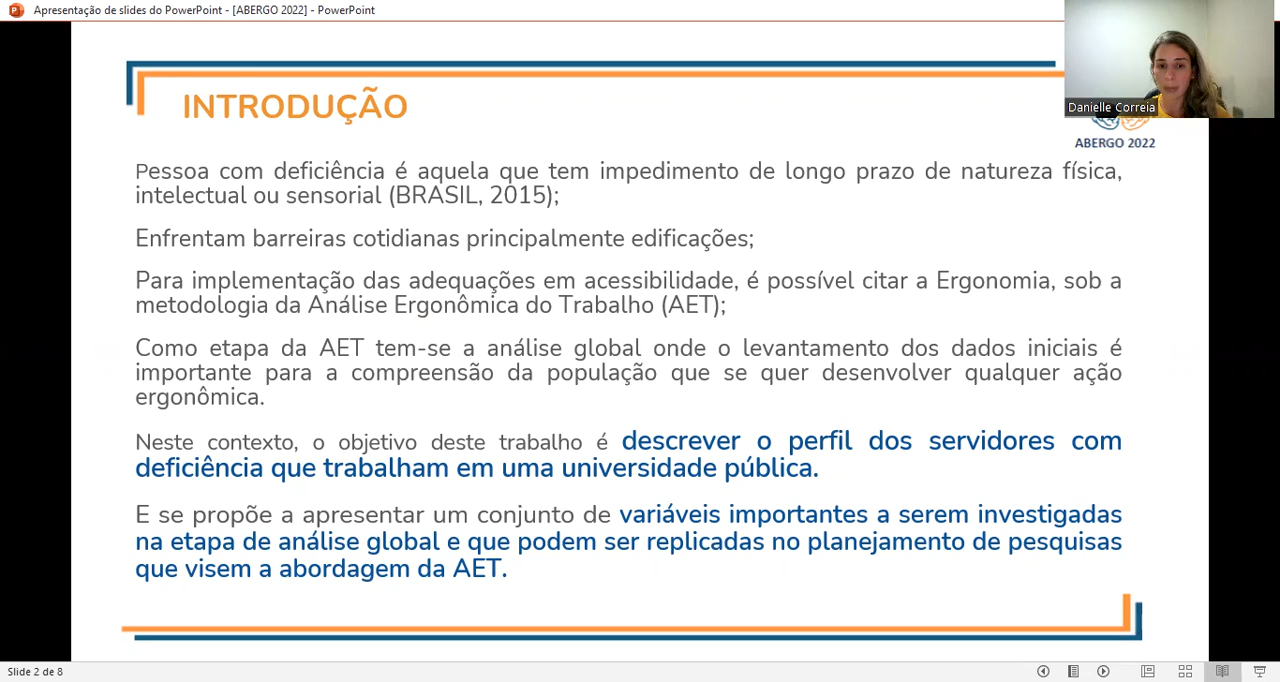 Apresentação de slides do PowerPoint - [ABERGO 2022] - PowerPoint
Danielle Correia
ABERGO 2022
INTRODUÇÃO
Pessoa com deficiência é aquela que tem impedimento de longo prazo de natureza física,
intelectual ou sensorial (BRASIL, 2015);
Enfrentam barreiras cotidianas principalmente edificações;
Para implementação das adequações em acessibilidade, é possível citar a Ergonomia, sob a
metodologia da Análise Ergonômica do Trabalho (AET);
Como etapa da AET tem-se a análise global onde o levantamento dos dados iniciais é
importante para a compreensão da população que se quer desenvolver qualquer ação
ergonômica.
Neste contexto, o objetivo deste trabalho é descrever o perfil dos servidores com
deficiência que trabalham em uma universidade pública.
E se propõe a apresentar um conjunto de variáveis importantes a serem investigadas
na etapa de análise global e que podem ser replicadas no planejamento de pesquisas
que visem a abordagem da AET.
Slide 2 de 8